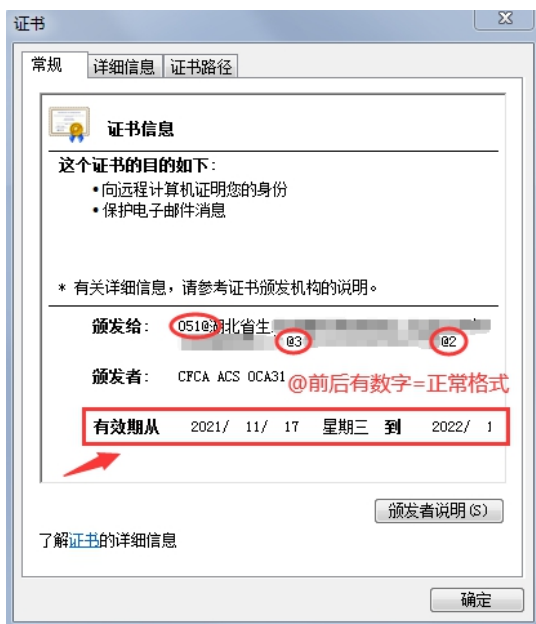 证书
常规 详细信息 证书路径
证书信息
这个证书的目的如下:
•向远程计算机证明您的身份
•保护电子邮件消息
* 有关详细信息，请参考证书颁发机构的说明。
颁发给: 051@湖北省生
@3 @2
颁发者: CFCA ACS OCA31
@前后有数字=正常格式
有效期从 2021/ 11/ 17 星期三 到 2022/ 1
颁发者说明(S)
了解证书的详细信息
确定